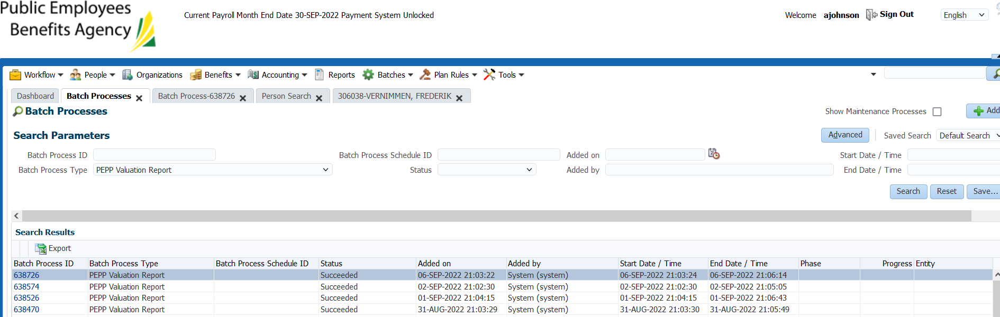 Public Employees
Benefits Agency
Current Payroll Month End Date 30-SEP-2022 Payment System Unlocked
Welcome ajohnson Sign Out English
Workflow People Organizations Benefits Accounting Reports Batches Plan Rules Tools
Dashboard Batch Processes Batch Process-638726 Person Search 306038-VERNIMMEN, FREDERIK
Batch Processes Show Maintenance Processes Add
Search Parameters Advanced Saved Search Default Search
Batch Process ID Batch Process Schedule ID Added on Start Date / Time
Batch Process Type PEPP Valuation Report Status Added by End Date / Time
Search Reset Save...
Search Results
Export
Batch Process ID Batch Process Type Batch Process Schedule ID Status Added on Added by Start Date / Time End Date / Time Phase Progress Entity
638726 PEPP Valuation Report Succeeded 06-SEP-2022 21:03:22 System (system) 06-SEP-2022 21:03:24 06-SEP-2022 21:06:14
638574 PEPP Valuation Report Succeeded 02-SEP-2022 21:02:30 System (system) 02-SEP-2022 21:02:30 02-SEP-2022 21:05:05
638526 PEPP Valuation Report Succeeded 01-SEP-2022 21:04:15 System (system) 01-SEP-2022 21:04:15 01-SEP-2022 21:06:43
638470 PEPP Valuation Report Succeeded 31-AUG-2022 21:03:29 System (system) 31-AUG-2022 21:03:30 31-AUG-2022 21:05:49